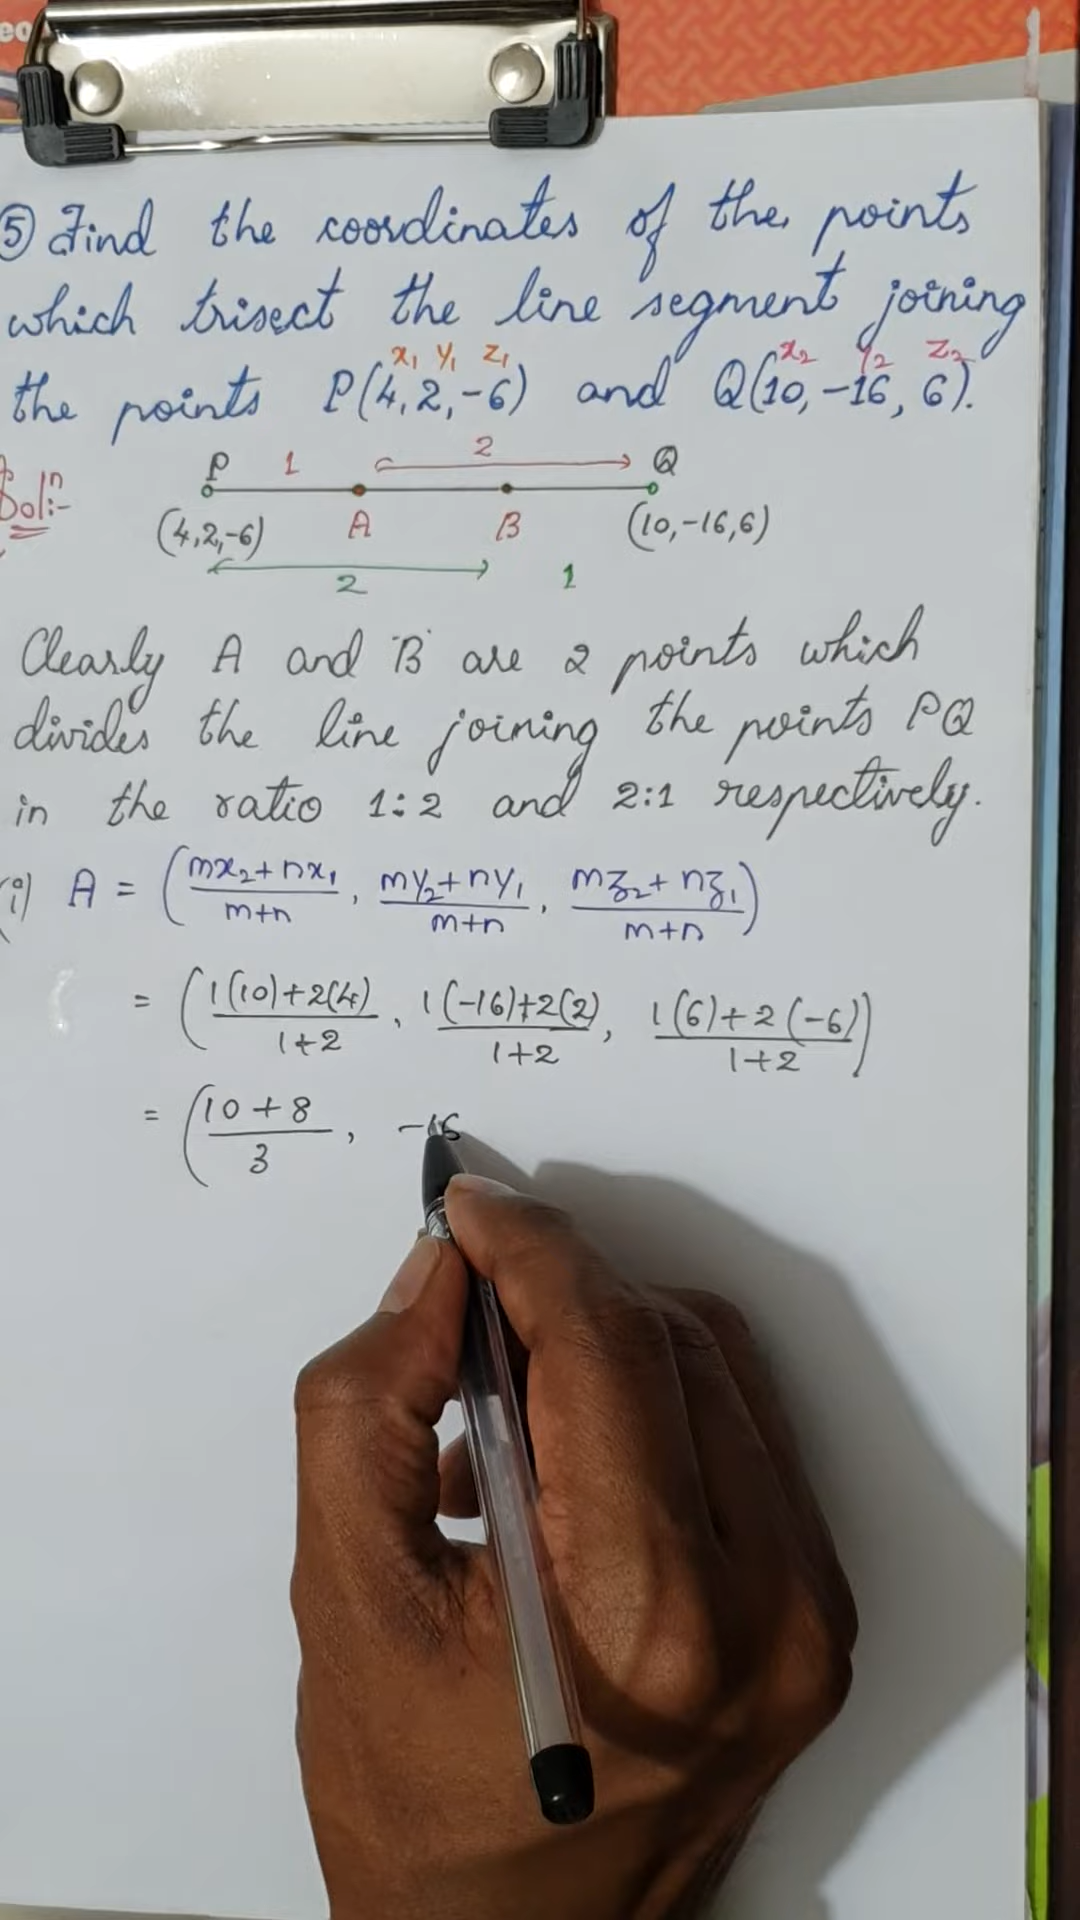 eo
⑤ Find the coordinates of the points
which trisect the line segment joining
x₁ y₁ z₁ x₂ y₂ z₂
the points P(4,2,-6) and Q(10,-16, 6).
Solⁿ:-
P 1 2 Q
(4,2,-6) A B (10,-16,6)
2 1
Clearly A and B are 2 points which
divides the line joining the points PQ
in the ratio 1:2 and 2:1 respectively.
(i) A = (mx₂+nx₁/m+n, my₂+ny₁/m+n, mz₂+nz₁/m+n)
= (1(10)+2(4)/1+2, 1(-16)+2(2)/1+2, 1(6)+2(-6)/1+2)
= (10+8/3, -16